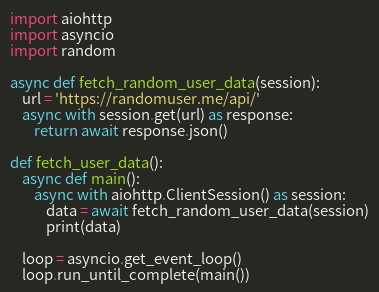 import aiohttp
import asyncio
import random

async def fetch_random_user_data(session):
    url = 'https://randomuser.me/api/'
    async with session.get(url) as response:
        return await response.json()

def fetch_user_data():
    async def main():
        async with aiohttp.ClientSession() as session:
            data = await fetch_random_user_data(session)
            print(data)

    loop = asyncio.get_event_loop()
    loop.run_until_complete(main())